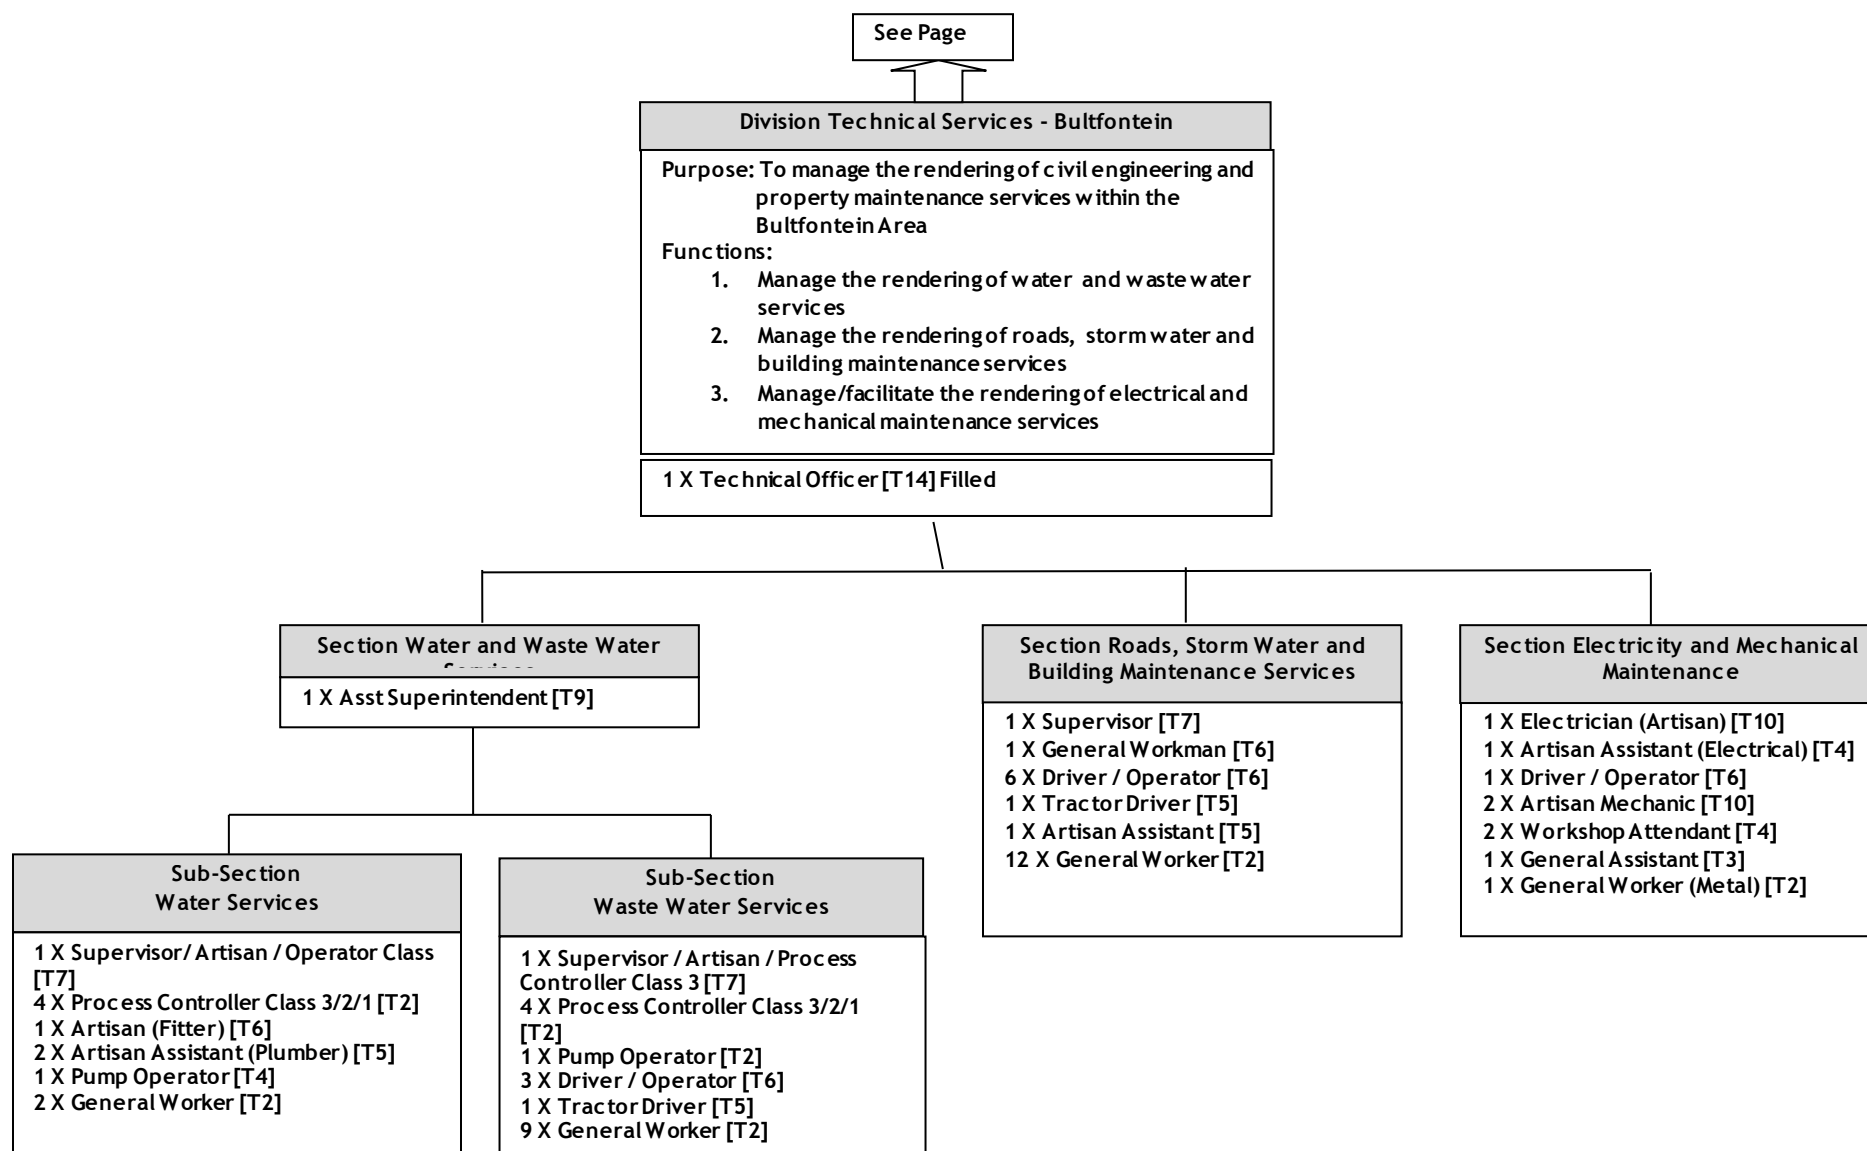 See Page
Division Technical Services - Bultfontein
Purpose: To manage the rendering of civil engineering and
property maintenance services within the
Bultfontein Area
Functions:
1. Manage the rendering of water and waste water
services
2. Manage the rendering of roads, storm water and
building maintenance services
3. Manage/facilitate the rendering of electrical and
mechanical maintenance services
1 X Technical Officer [T14] Filled
Section Water and Waste Water
Services
1 X Asst Superintendent [T9]
Section Roads, Storm Water and
Building Maintenance Services
1 X Supervisor [T7]
1 X General Workman [T6]
6 X Driver / Operator [T6]
1 X Tractor Driver [T5]
1 X Artisan Assistant [T5]
12 X General Worker [T2]
Section Electricity and Mechanical
Maintenance
1 X Electrician (Artisan) [T10]
1 X Artisan Assistant (Electrical) [T4]
1 X Driver / Operator [T6]
2 X Artisan Mechanic [T10]
2 X Workshop Attendant [T4]
1 X General Assistant [T3]
1 X General Worker (Metal) [T2]
Sub-Section
Water Services
1 X Supervisor/ Artisan / Operator Class
[T7]
4 X Process Controller Class 3/2/1 [T2]
1 X Artisan (Fitter) [T6]
2 X Artisan Assistant (Plumber) [T5]
1 X Pump Operator [T4]
2 X General Worker [T2]
Sub-Section
Waste Water Services
1 X Supervisor / Artisan / Process
Controller Class 3 [T7]
4 X Process Controller Class 3/2/1
[T2]
1 X Pump Operator [T2]
3 X Driver / Operator [T6]
1 X Tractor Driver [T5]
9 X General Worker [T2]